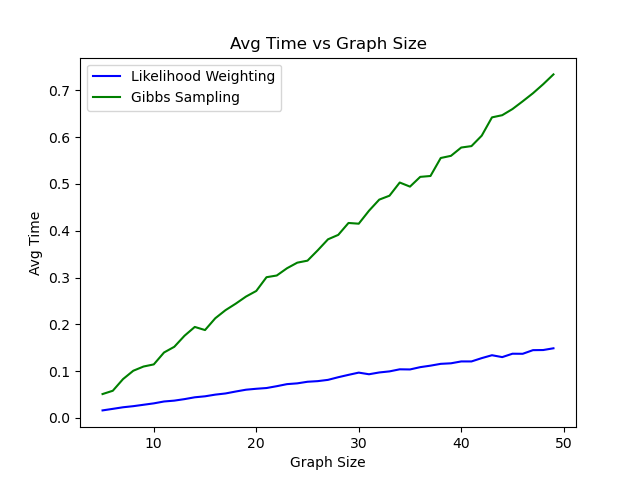 Avg Time vs Graph Size
Likelihood Weighting
Gibbs Sampling
Avg Time
0.7
0.6
0.5
0.4
0.3
0.2
0.1
0.0
10 20 30 40 50
Graph Size